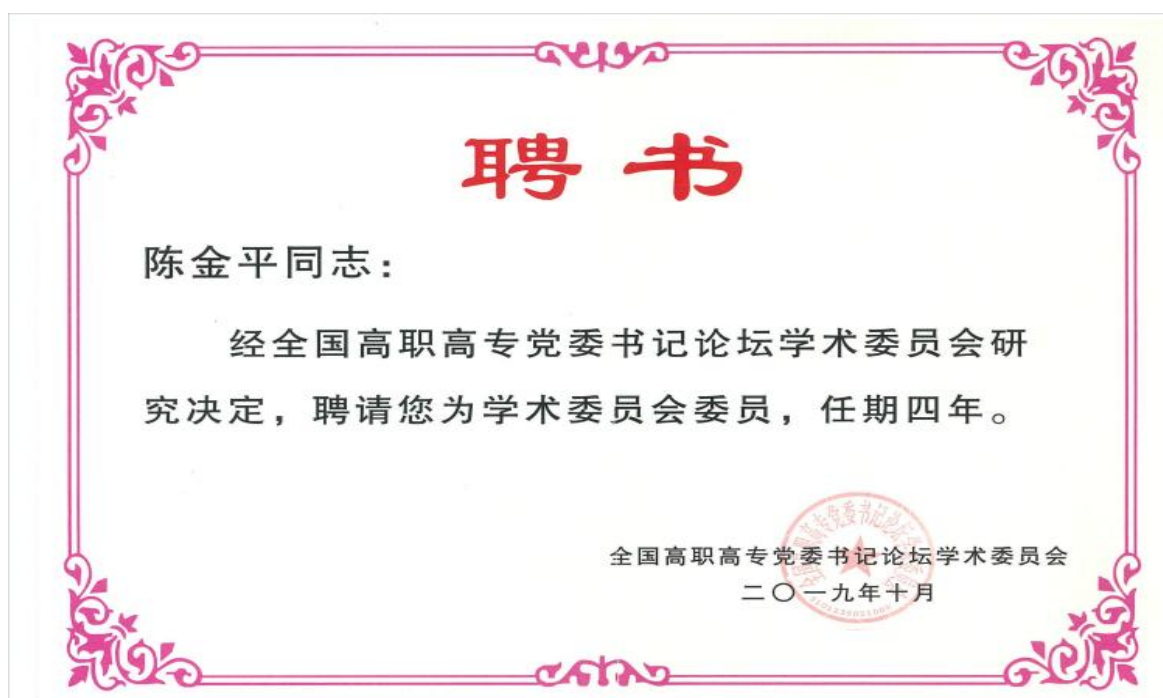 聘书
陈金平同志：
经全国高职高专党委书记论坛学术委员会研
究决定，聘请您为学术委员会委员，任期四年。
全国高职高专党委书记论坛学术委员会
二〇一九年十月